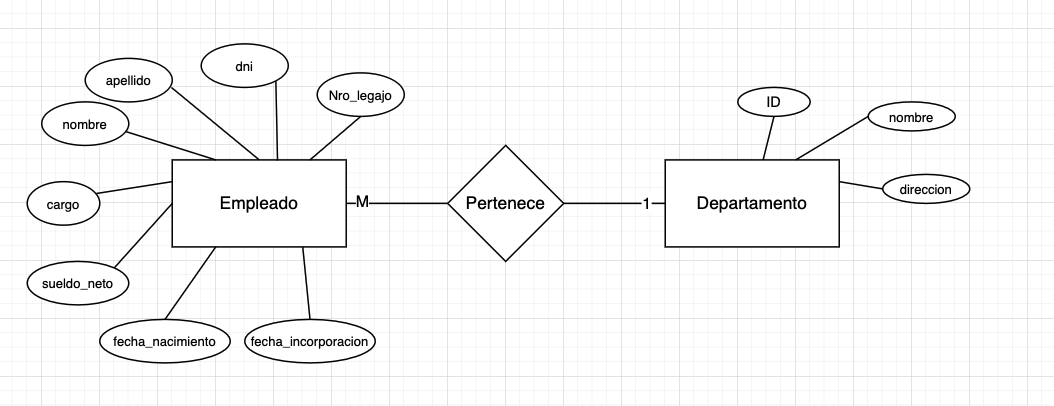 dni
apellido
Nro_legajo
ID
nombre
nombre
direccion
cargo
Empleado
M
Pertenece
1
Departamento
sueldo_neto
fecha_nacimiento
fecha_incorporacion